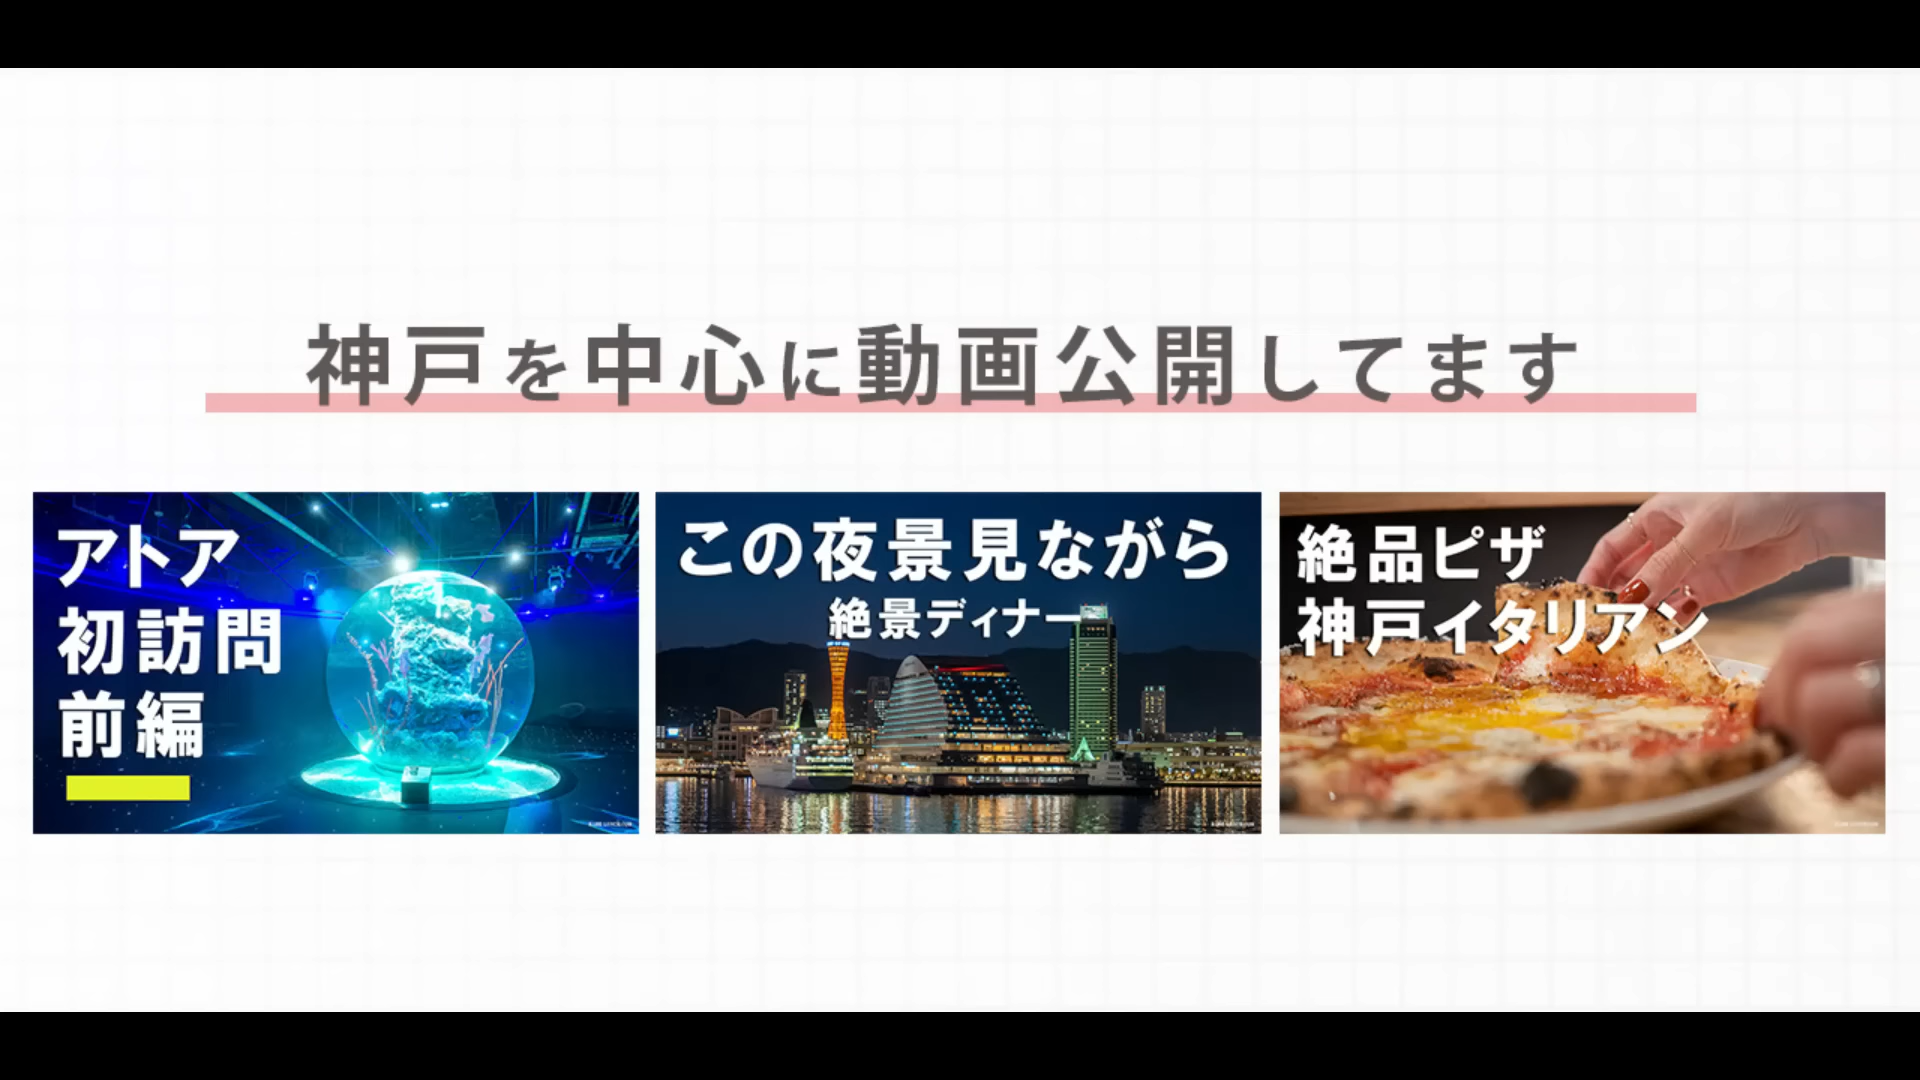 神戸を中心に動画公開してます
アトア
初訪問
前編
この夜景見ながら
絶景ディナー
絶品ピザ
神戸イタリアン